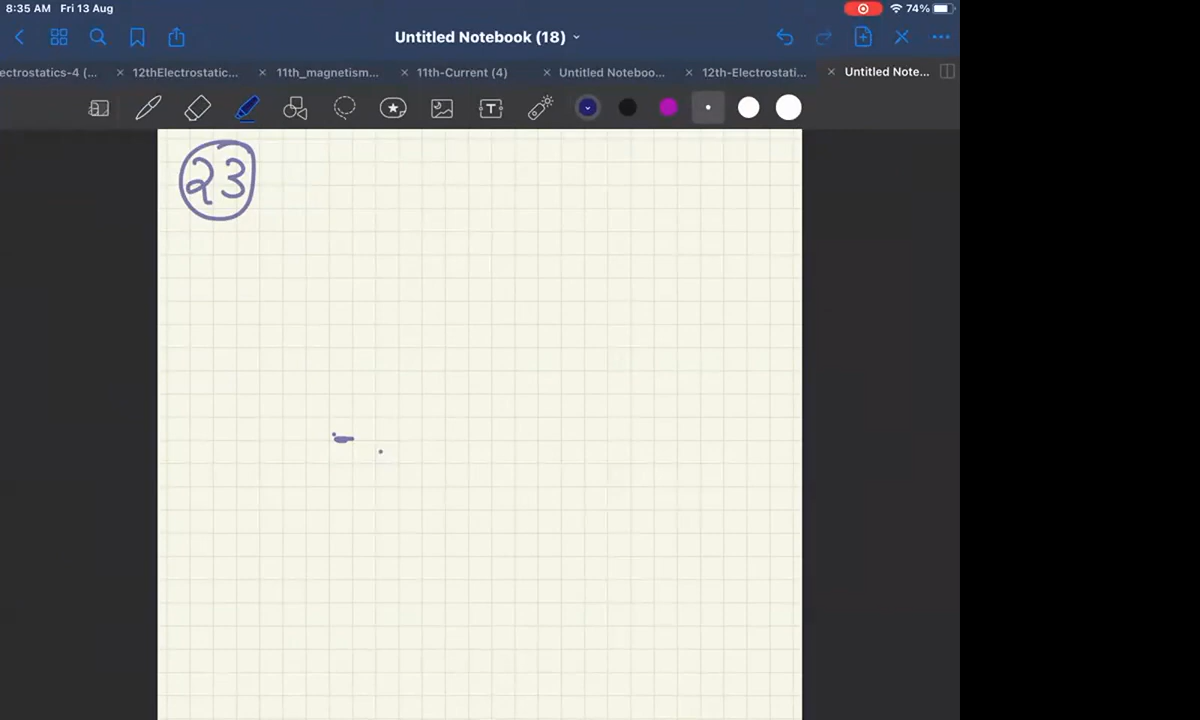 8:35 AM Fri 13 Aug
74%
Untitled Notebook (18)
ectrostatics-4 (...
12thElectrostatic...
11th_magnetism...
11th-Current (4)
Untitled Noteboo...
12th-Electrostati...
Untitled Note...
T
23